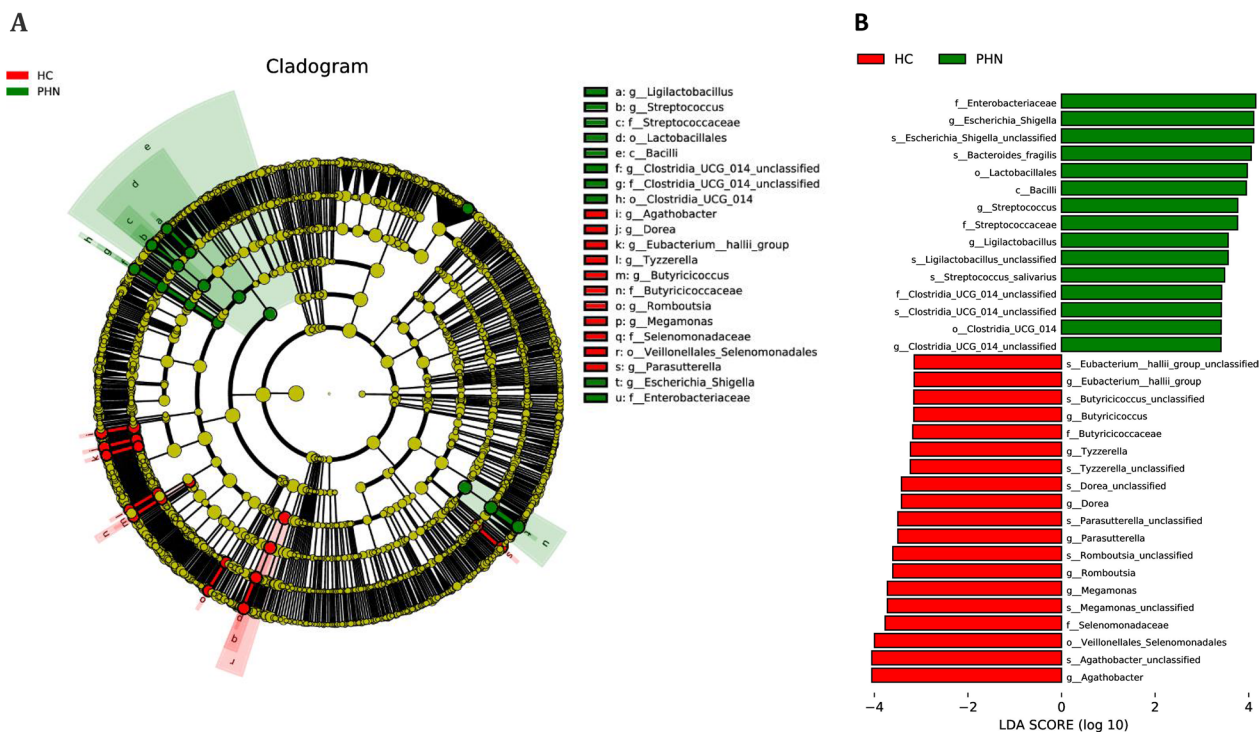 A
HC
PHN
Cladogram
e
d
c
a
h
g
f
j
i
k
l
m
n
o
p
q
r
s
t
u
a: g__Ligilactobacillus
b: g__Streptococcus
c: f__Streptococcaceae
d: o__Lactobacillales
e: c__Bacilli
f: g__Clostridia_UCG_014_unclassified
g: f__Clostridia_UCG_014_unclassified
h: o__Clostridia_UCG_014
i: g__Agathobacter
j: g__Dorea
k: g__Eubacterium__hallii_group
l: g__Tyzzerella
m: g__Butyricicoccus
n: f__Butyricicoccaceae
o: g__Romboutsia
p: g__Megamonas
q: f__Selenomonadaceae
r: o__Veillonellales_Selenomonadales
s: g__Parasutterella
t: g__Escherichia_Shigella
u: f__Enterobacteriaceae
B
HC PHN
f__Enterobacteriaceae
g__Escherichia_Shigella
s__Escherichia_Shigella_unclassified
s__Bacteroides_fragilis
o__Lactobacillales
c__Bacilli
g__Streptococcus
f__Streptococcaceae
g__Ligilactobacillus
s__Ligilactobacillus_unclassified
s__Streptococcus_salivarius
f__Clostridia_UCG_014_unclassified
s__Clostridia_UCG_014_unclassified
o__Clostridia_UCG_014
g__Clostridia_UCG_014_unclassified
s__Eubacterium__hallii_group_unclassified
g__Eubacterium__hallii_group
s__Butyricicoccus_unclassified
g__Butyricicoccus
f__Butyricicoccaceae
g__Tyzzerella
s__Tyzzerella_unclassified
s__Dorea_unclassified
g__Dorea
s__Parasutterella_unclassified
g__Parasutterella
s__Romboutsia_unclassified
g__Romboutsia
g__Megamonas
s__Megamonas_unclassified
f__Selenomonadaceae
o__Veillonellales_Selenomonadales
s__Agathobacter_unclassified
g__Agathobacter
−4 −2 0 2 4
LDA SCORE (log 10)